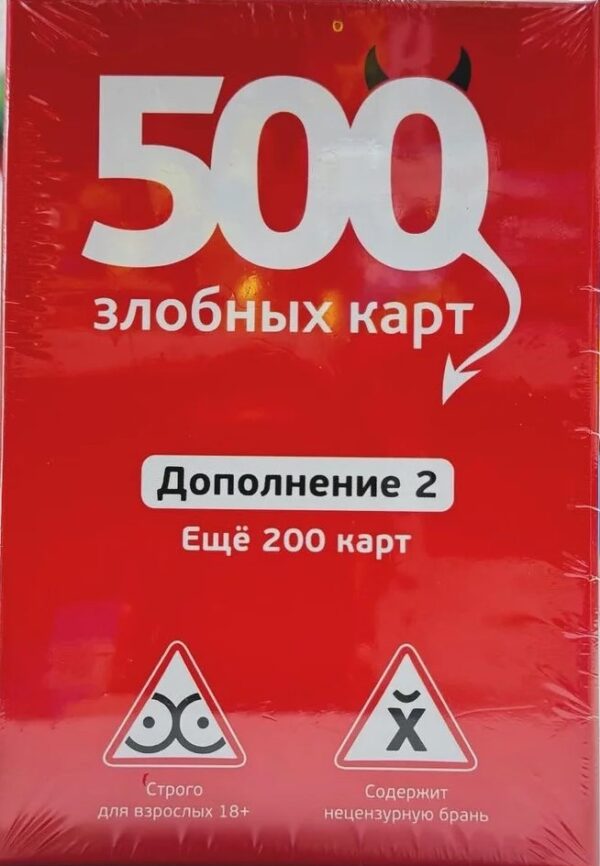 500
злобных карт
Дополнение 2
Ещё 200 карт
х̆
Строго
для взрослых 18+
Содержит
нецензурную брань